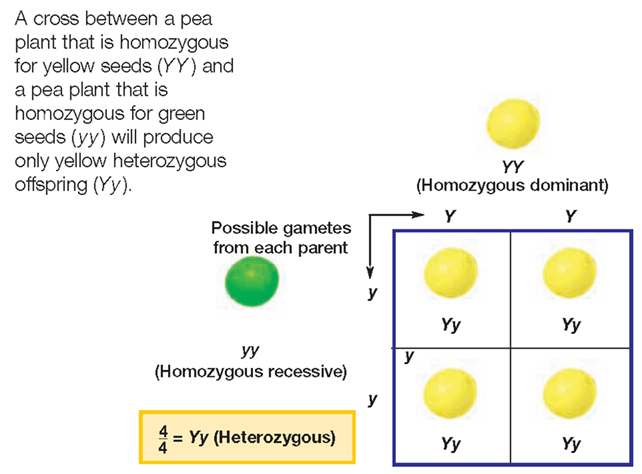 A cross between a pea
plant that is homozygous
for yellow seeds (YY) and
a pea plant that is
homozygous for green
seeds (yy) will produce
only yellow heterozygous
offspring (Yy).
YY
(Homozygous dominant)
Possible gametes
from each parent
Y Y
y
Yy Yy
yy
(Homozygous recessive)
y
y
Yy Yy
4/4 = Yy (Heterozygous)